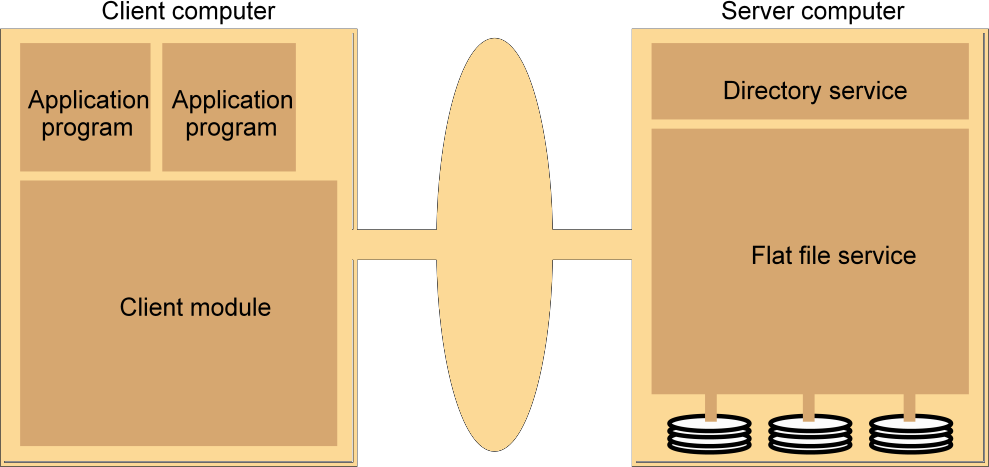 Client computer
Server computer
Application
program
Application
program
Directory service
Flat file service
Client module